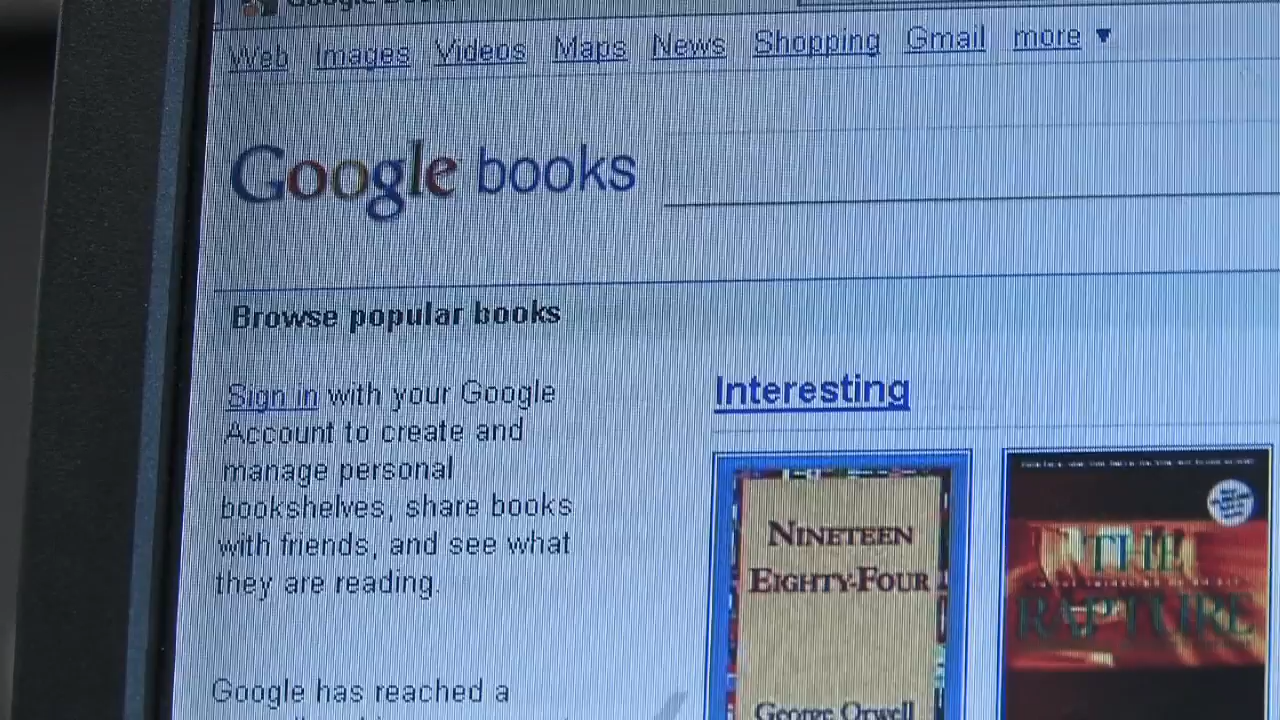 Web Images Videos Maps News Shopping Gmail more ▼
Google books
Browse popular books
Sign in with your Google
Account to create and
manage personal
bookshelves, share books
with friends, and see what
they are reading.
Google has reached a
Interesting
NINETEEN
EIGHTY-FOUR
George Orwell
THE
RAPTURE